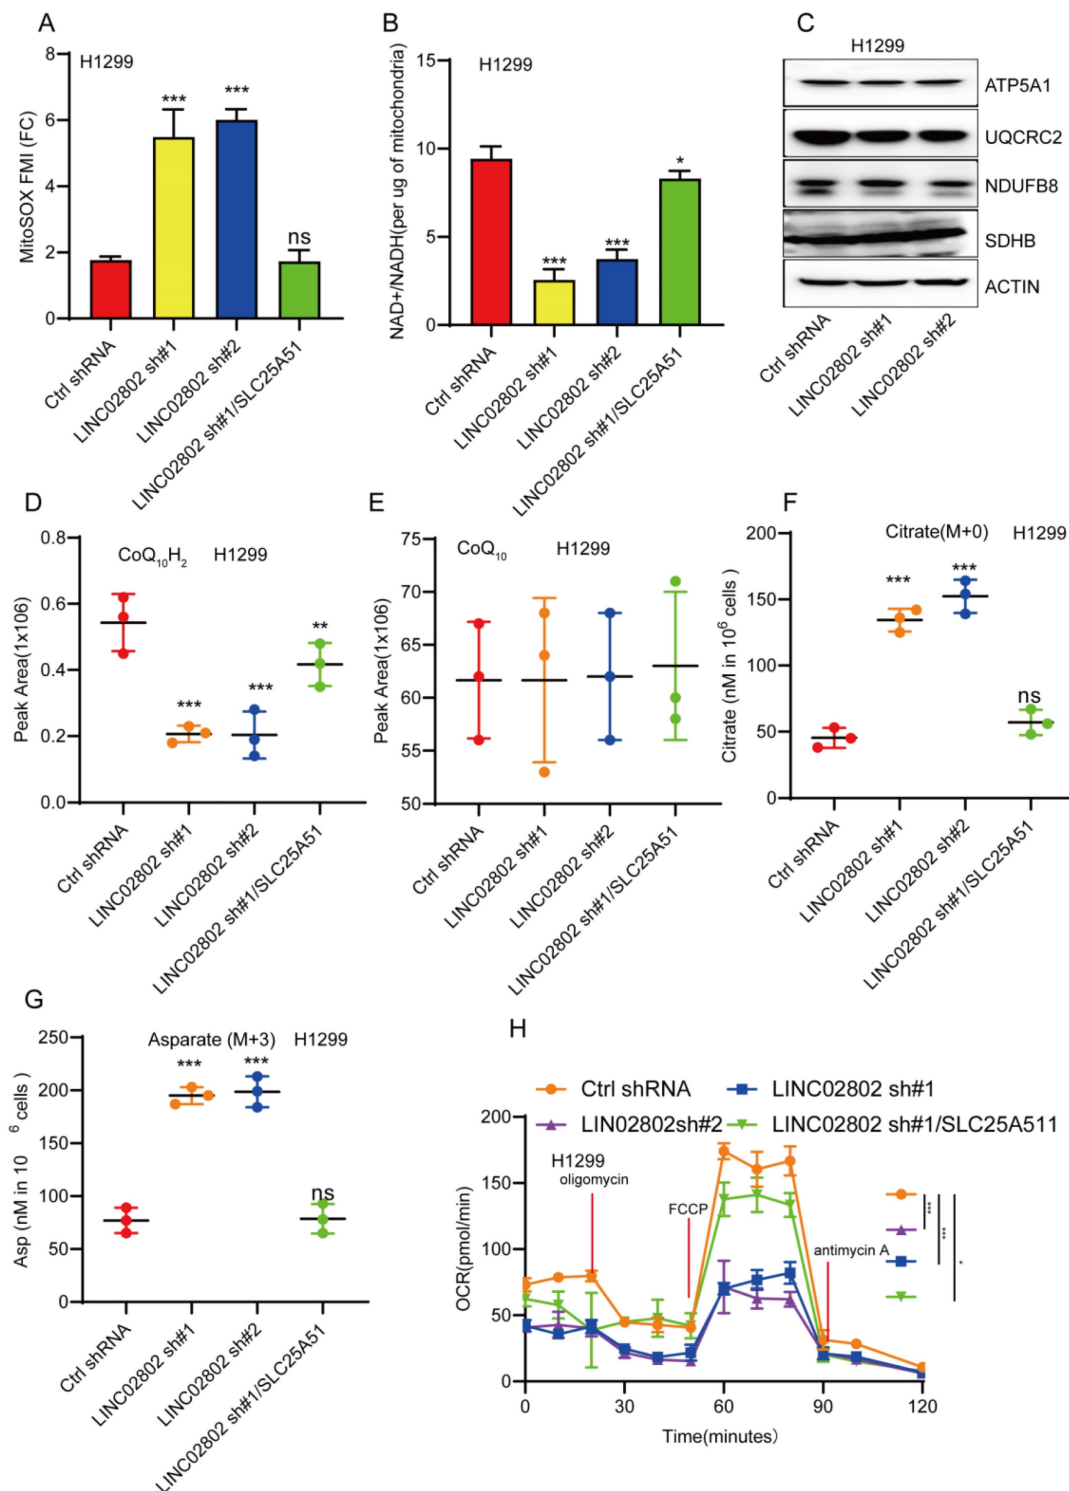 A
H1299
MitoSOX FMI (FC)
8
6
4
2
0
***
***
ns
Ctrl shRNA
LINC02802 sh#1
LINC02802 sh#2
LINC02802 sh#1/SLC25A51
B
H1299
NAD+/NADH(per ug of mitochondria)
15
10
5
0
***
***
*
Ctrl shRNA
LINC02802 sh#1
LINC02802 sh#2
LINC02802 sh#1/SLC25A51
C
H1299
ATP5A1
UQCRC2
NDUFB8
SDHB
ACTIN
Ctrl shRNA
LINC02802 sh#1
LINC02802 sh#2
D
CoQ10H2 H1299
Peak Area(1x106)
0.8
0.6
0.4
0.2
0.0
***
***
**
Ctrl shRNA
LINC02802 sh#1
LINC02802 sh#2
LINC02802 sh#1/SLC25A51
E
CoQ10 H1299
Peak Area(1x106)
75
70
65
60
55
50
Ctrl shRNA
LINC02802 sh#1
LINC02802 sh#2
LINC02802 sh#1/SLC25A51
F
Citrate(M+0) H1299
Citrate (nM in 10^6 cells )
200
150
100
50
0
***
***
ns
Ctrl shRNA
LINC02802 sh#1
LINC02802 sh#2
LINC02802 sh#1/SLC25A51
G
Asparate (M+3) H1299
Asp (nM in 10 6 cells)
250
200
150
100
50
0
***
***
ns
Ctrl shRNA
LINC02802 sh#1
LINC02802 sh#2
LINC02802 sh#1/SLC25A51
H
Ctrl shRNA LINC02802 sh#1
LIN02802sh#2 LINC02802 sh#1/SLC25A511
H1299
oligomycin
FCCP
antimycin A
OCR(pmol/min)
200
150
100
50
0
0 30 60 90 120
Time(minutes)
***
***
*